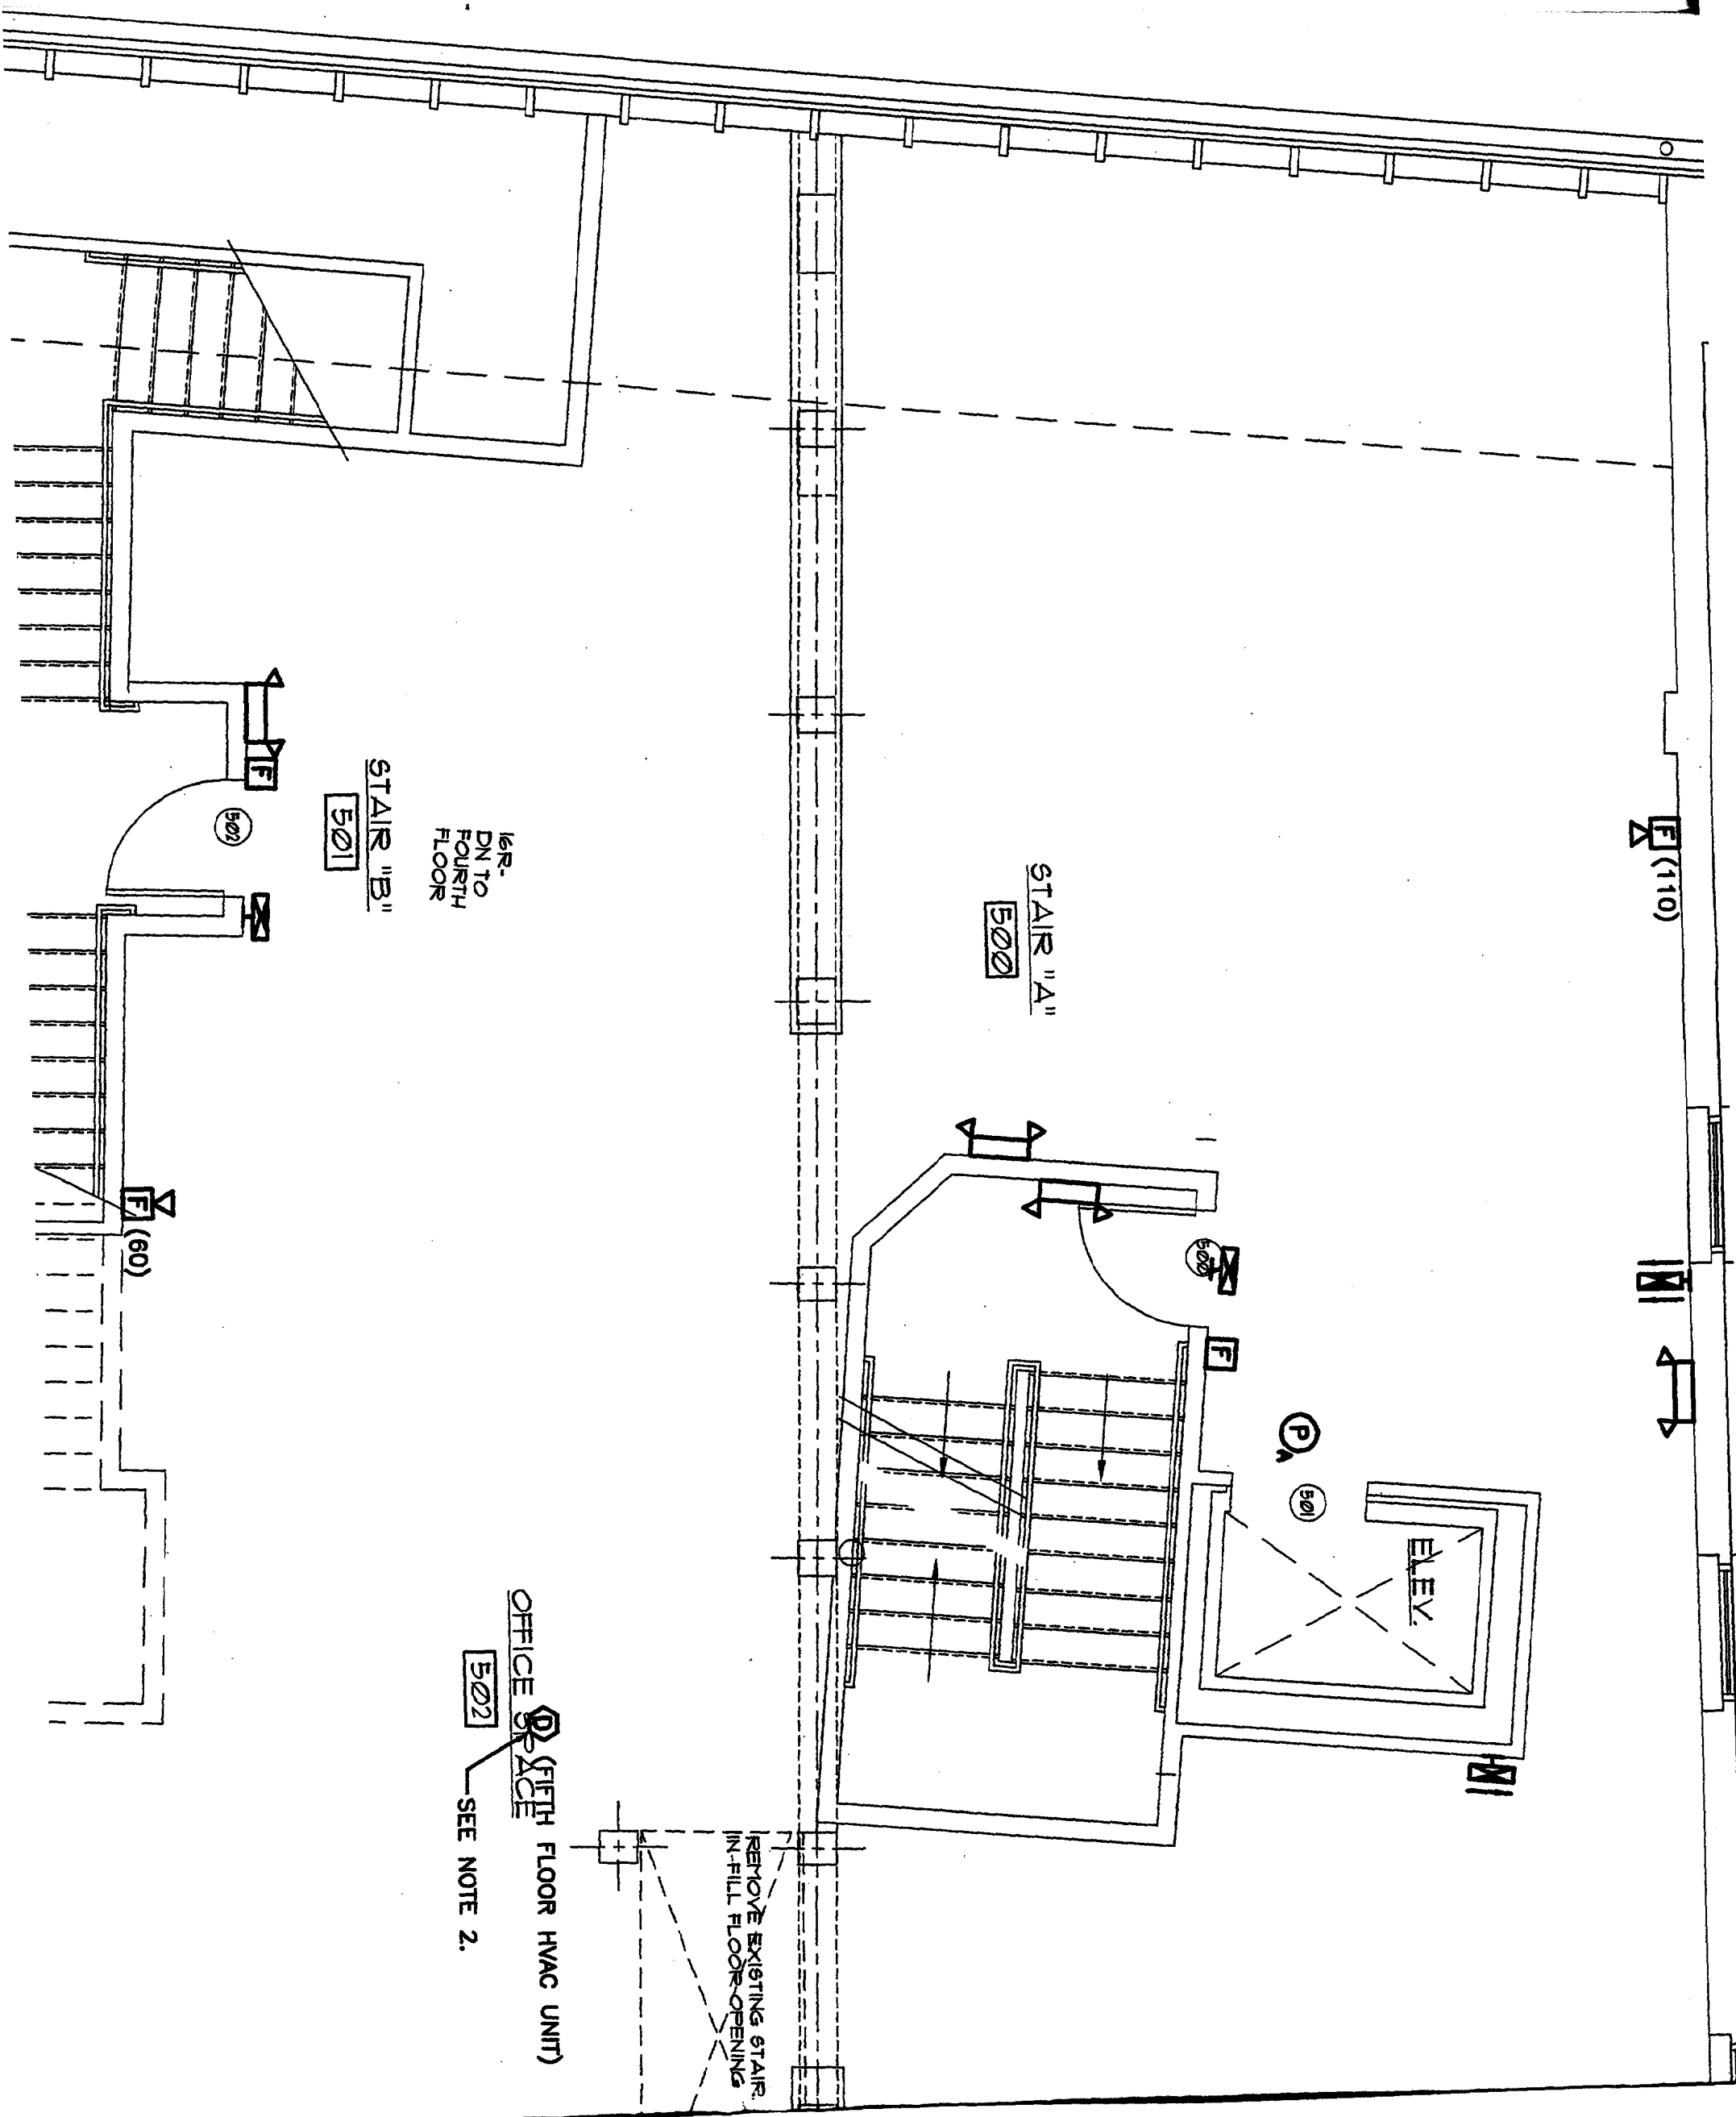 F (110)
STAIR "A"
500
500
F
P
A
501
ELEV.
16R-
DN TO
FOURTH
FLOOR
STAIR "B"
501
F
502
F (60)
REMOVE EXISTING STAIR.
IN-FILL FLOOR OPENING
D (FIFTH FLOOR HVAC UNIT)
OFFICE SPACE
502
SEE NOTE 2.